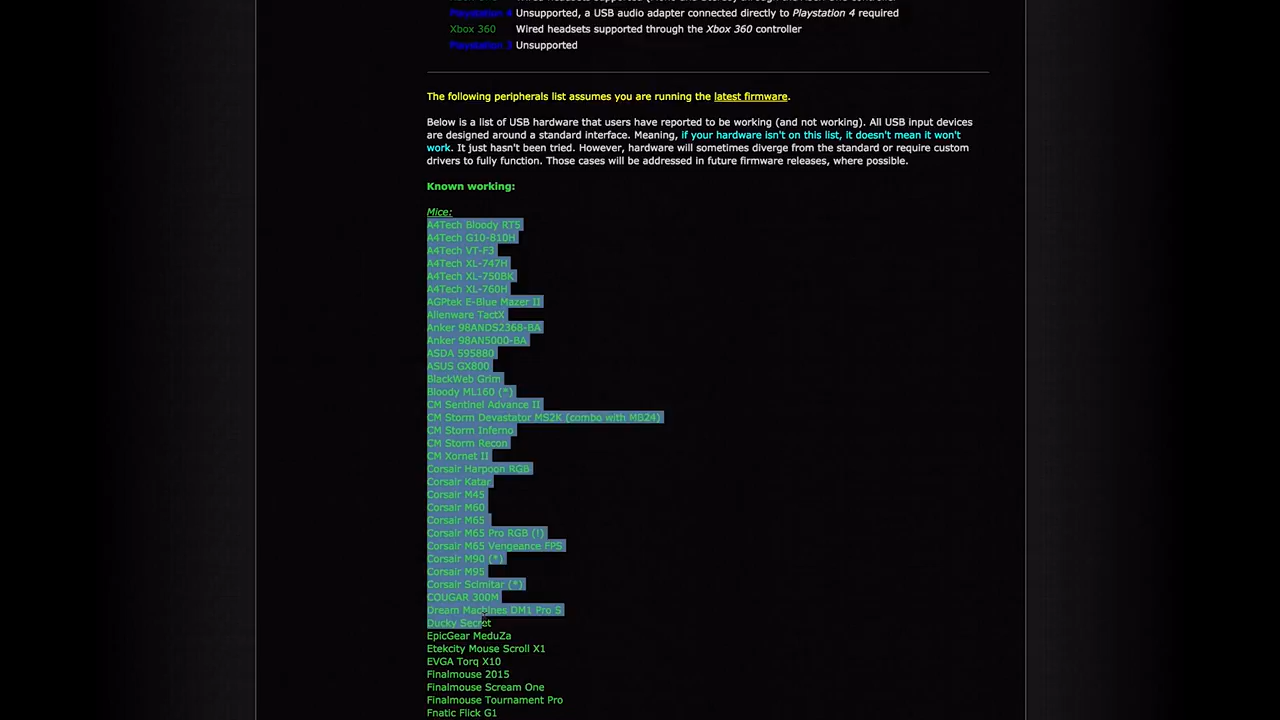 Playstation 4 Unsupported, a USB audio adapter connected directly to Playstation 4 required
Xbox 360 Wired headsets supported through the Xbox 360 controller
Playstation 3 Unsupported
The following peripherals list assumes you are running the latest firmware.
Below is a list of USB hardware that users have reported to be working (and not working). All USB input devices
are designed around a standard interface. Meaning, if your hardware isn't on this list, it doesn't mean it won't
work. It just hasn't been tried. However, hardware will sometimes diverge from the standard or require custom
drivers to fully function. Those cases will be addressed in future firmware releases, where possible.
Known working:
Mice:
A4Tech Bloody RT5
A4Tech G10-810H
A4Tech VT-F3
A4Tech XL-747H
A4Tech XL-750BK
A4Tech XL-760H
AGPtek E-Blue Mazer II
Alienware TactX
Anker 98ANDS2368-BA
Anker 98AN5000-BA
ASDA 595880
ASUS GX800
BlackWeb Grim
Bloody ML160 (*)
CM Sentinel Advance II
CM Storm Devastator MS2K (combo with MB24)
CM Storm Inferno
CM Storm Recon
CM Xornet II
Corsair Harpoon RGB
Corsair Katar
Corsair M45
Corsair M60
Corsair M65
Corsair M65 Pro RGB (!)
Corsair M65 Vengeance FPS
Corsair M90 (*)
Corsair M95
Corsair Scimitar (*)
COUGAR 300M
Dream Machines DM1 Pro S
Ducky Secret
EpicGear MeduZa
Etekcity Mouse Scroll X1
EVGA Torq X10
Finalmouse 2015
Finalmouse Scream One
Finalmouse Tournament Pro
Fnatic Flick G1